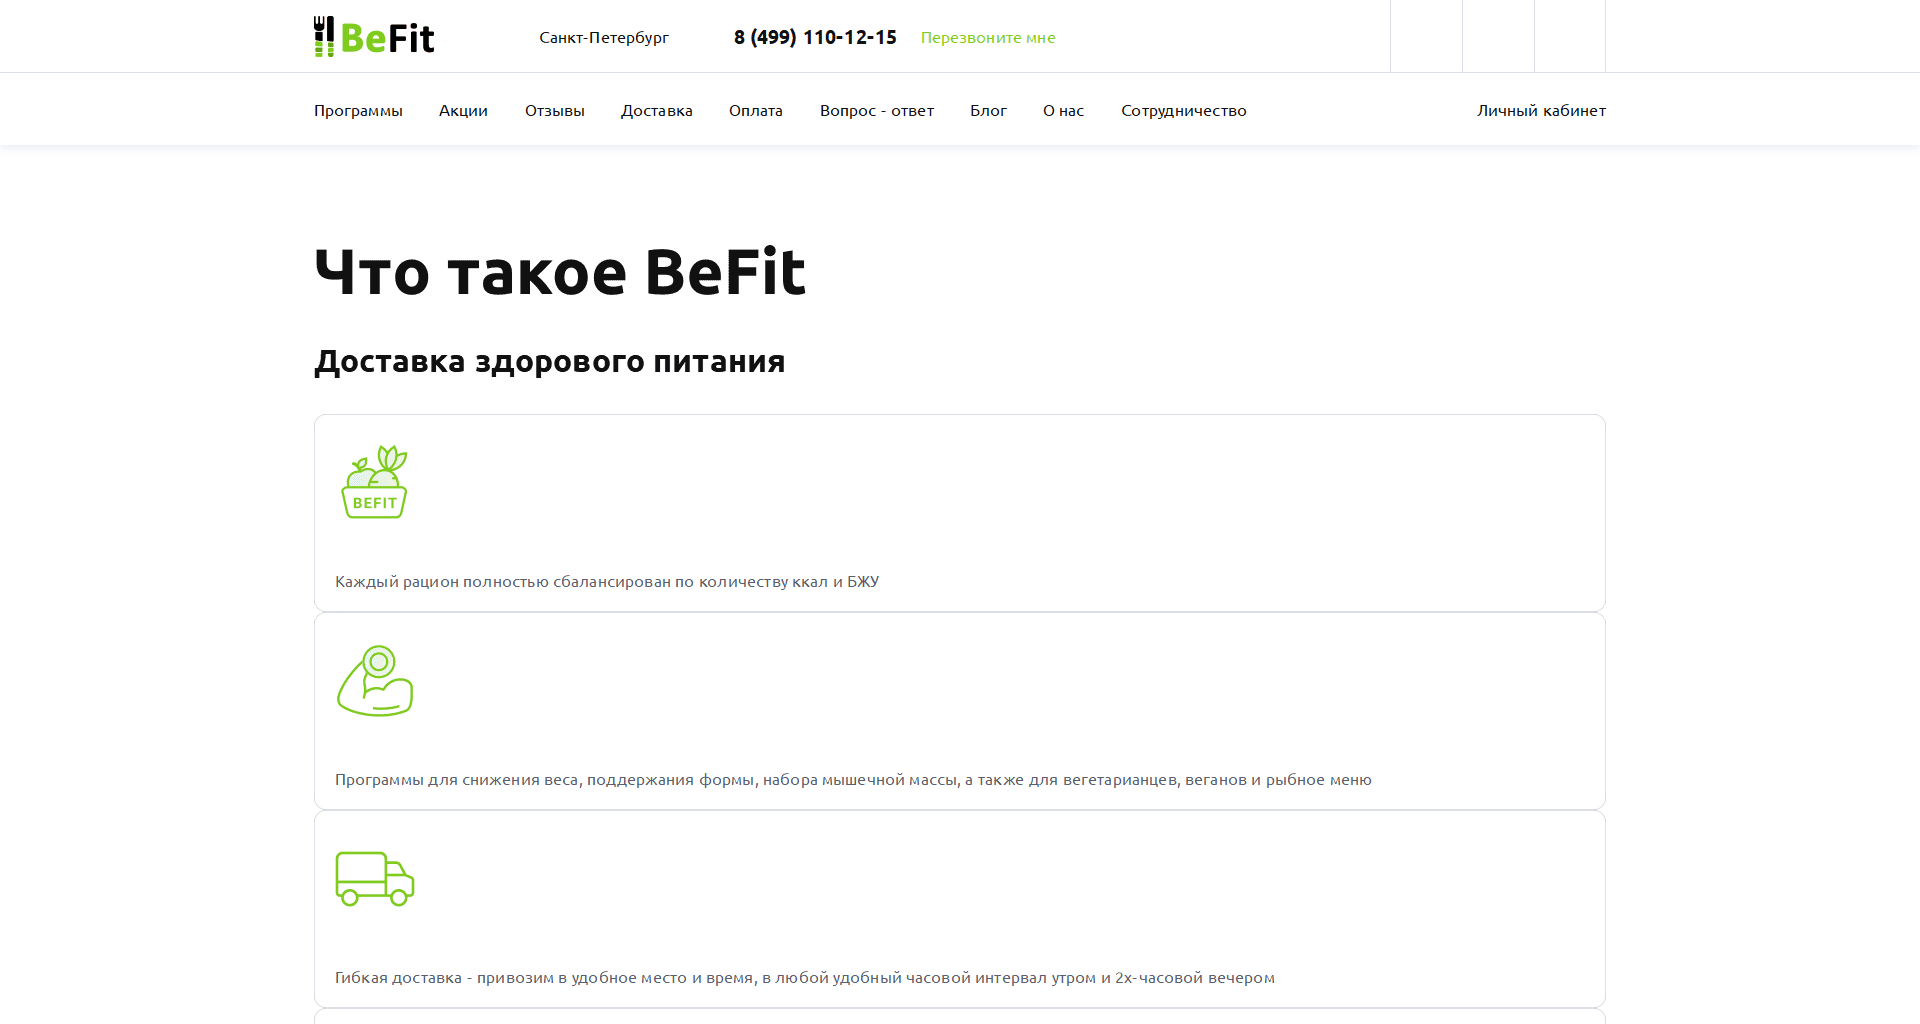 BeFit
Санкт-Петербург
8 (499) 110-12-15
Перезвоните мне
Программы
Акции
Отзывы
Доставка
Оплата
Вопрос - ответ
Блог
О нас
Сотрудничество
Личный кабинет
Что такое BeFit
Доставка здорового питания
BEFIT
Каждый рацион полностью сбалансирован по количеству ккал и БЖУ
Программы для снижения веса, поддержания формы, набора мышечной массы, а также для вегетарианцев, веганов и рыбное меню
Гибкая доставка - привозим в удобное место и время, в любой удобный часовой интервал утром и 2х-часовой вечером